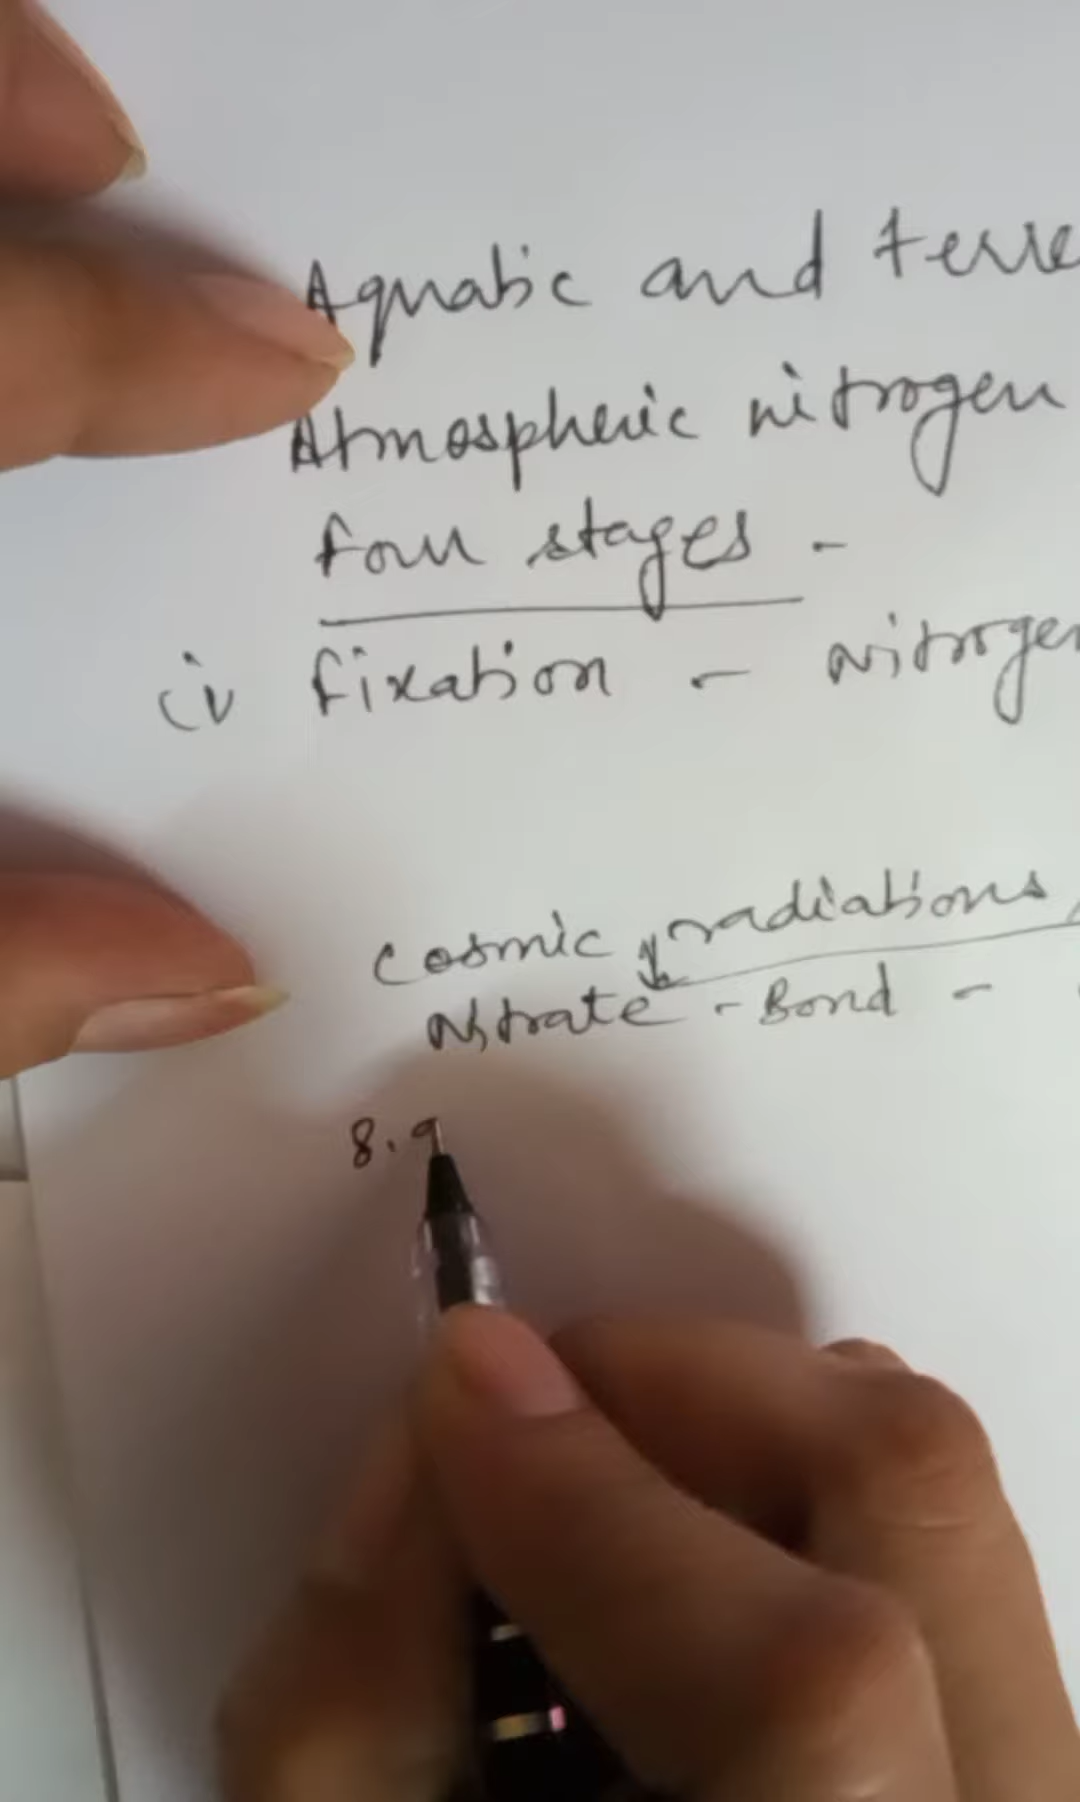 Aquatic and terre
Atmospheric nitrogen
four stages -
(i) fixation - nitrogen
cosmic radiations,
Nitrate - Bond -
8.9